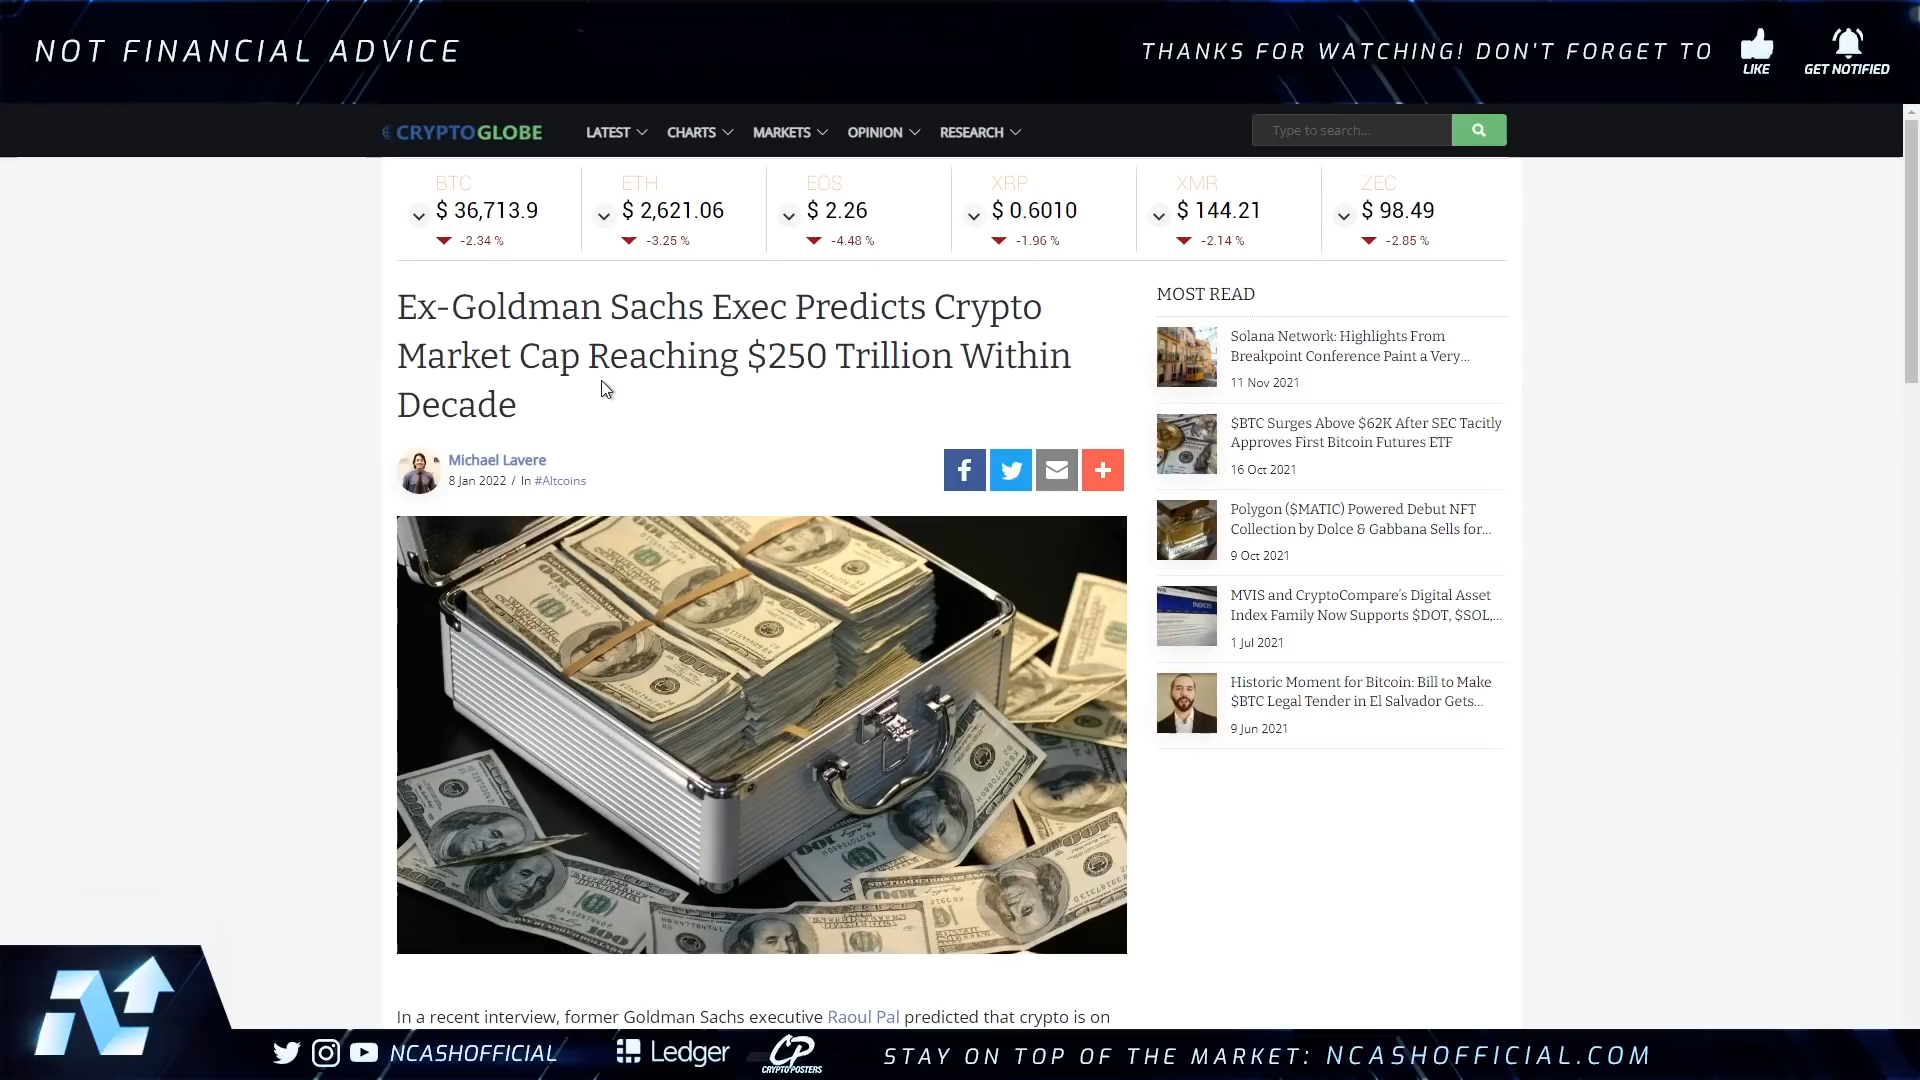 NOT FINANCIAL ADVICE
THANKS FOR WATCHING! DON'T FORGET TO
LIKE
GET NOTIFIED
CRYPTOGLOBE
LATEST
CHARTS
MARKETS
OPINION
RESEARCH
Type to search...
BTC
$ 36,713.9
-2.34 %
ETH
$ 2,621.06
-3.25 %
EOS
$ 2.26
-4.48 %
XRP
$ 0.6010
-1.96 %
XMR
$ 144.21
-2.14 %
ZEC
$ 98.49
-2.85 %
Ex-Goldman Sachs Exec Predicts Crypto
Market Cap Reaching $250 Trillion Within
Decade
Michael Lavere
8 Jan 2022 / In #Altcoins
In a recent interview, former Goldman Sachs executive Raoul Pal predicted that crypto is on
MOST READ
Solana Network: Highlights From
Breakpoint Conference Paint a Very...
11 Nov 2021
$BTC Surges Above $62K After SEC Tacitly
Approves First Bitcoin Futures ETF
16 Oct 2021
Polygon ($MATIC) Powered Debut NFT
Collection by Dolce & Gabbana Sells for...
9 Oct 2021
MVIS and CryptoCompare's Digital Asset
Index Family Now Supports $DOT, $SOL,...
1 Jul 2021
Historic Moment for Bitcoin: Bill to Make
$BTC Legal Tender in El Salvador Gets...
9 Jun 2021
NCASHOFFICIAL
Ledger
CP
CRYPTOPOSTERS
STAY ON TOP OF THE MARKET: NCASHOFFICIAL.COM